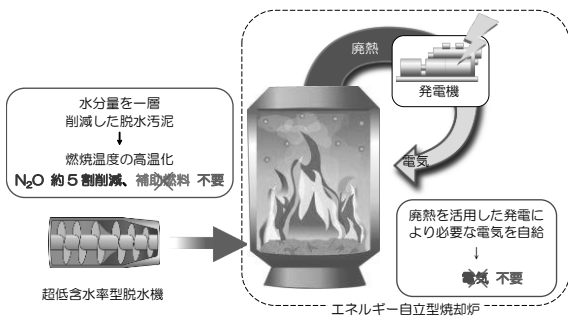 廃熱
発電機
電気
水分量を一層
削減した脱水汚泥
↓
燃焼温度の高温化
N₂O 約5割削減、補助燃料 不要
超低含水率型脱水機
廃熱を活用した発電に
より必要な電気を自給
↓
電気 不要
エネルギー自立型焼却炉